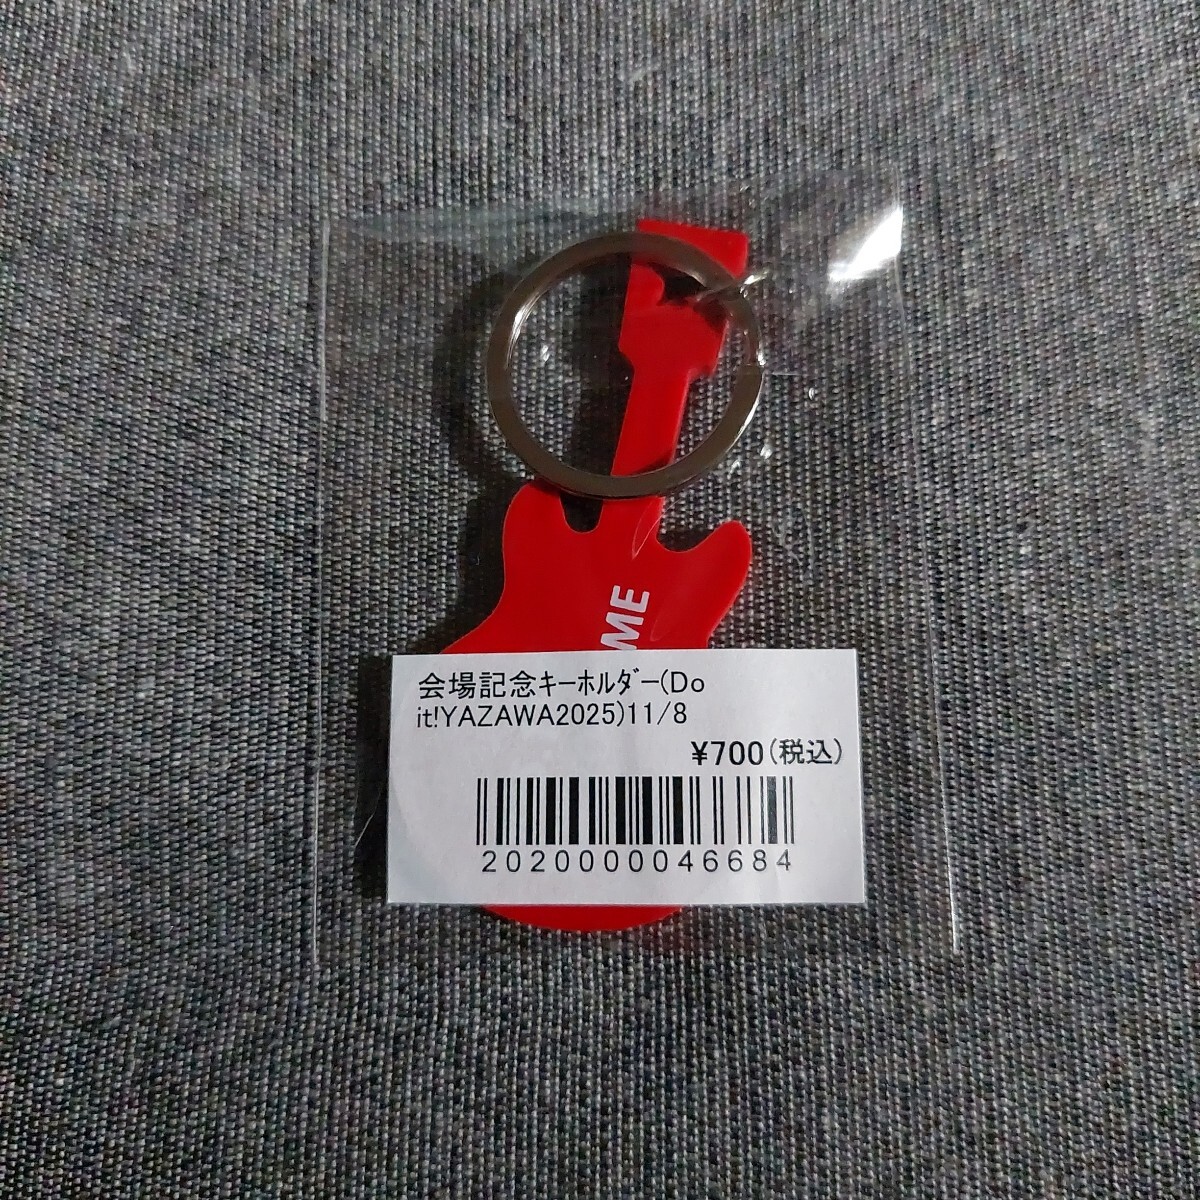 ME
会場記念ｷｰﾎﾙﾀﾞｰ(Do
it!YAZAWA2025)11/8
¥700(税込)
2020000046684